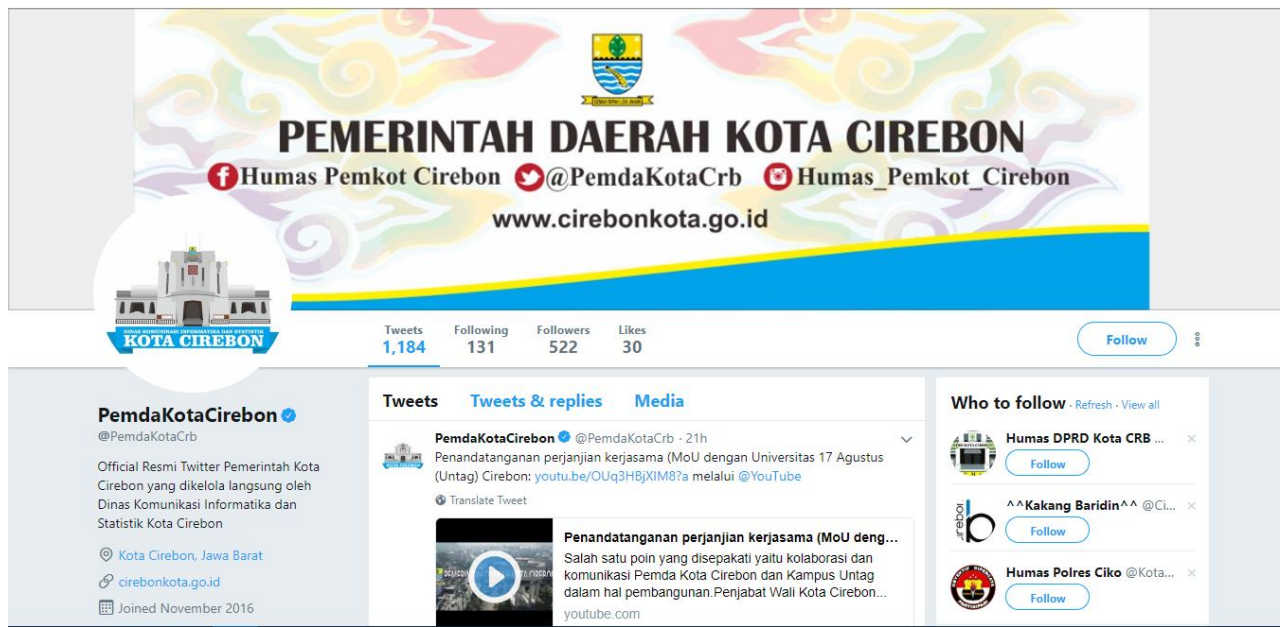 PEMERINTAH DAERAH KOTA CIREBON
Humas Pemkot Cirebon @PemdaKotaCrb Humas_Pemkot_Cirebon
www.cirebonkota.go.id
DINAS KOMUNIKASI INFORMATIKA DAN STATISTIK
KOTA CIREBON
Tweets Following Followers Likes
1,184 131 522 30
Follow
PemdaKotaCirebon
@PemdaKotaCrb
Official Resmi Twitter Pemerintah Kota
Cirebon yang dikelola langsung oleh
Dinas Komunikasi Informatika dan
Statistik Kota Cirebon
Kota Cirebon, Jawa Barat
cirebonkota.go.id
Joined November 2016
Tweets Tweets & replies Media
PemdaKotaCirebon @PemdaKotaCrb · 21h
Penandatanganan perjanjian kerjasama (MoU dengan Universitas 17 Agustus
(Untag) Cirebon: youtu.be/OUq3HBjXIM8?a melalui @YouTube
Translate Tweet
Penandatanganan perjanjian kerjasama (MoU deng...
Salah satu poin yang disepakati yaitu kolaborasi dan
komunikasi Pemda Kota Cirebon dan Kampus Untag
dalam hal pembangunan.Penjabat Wali Kota Cirebon...
youtube.com
Who to follow · Refresh · View all
Humas DPRD Kota CRB ...
Follow
^^Kakang Baridin^^ @Ci...
Follow
Humas Polres Ciko @Kota...
Follow